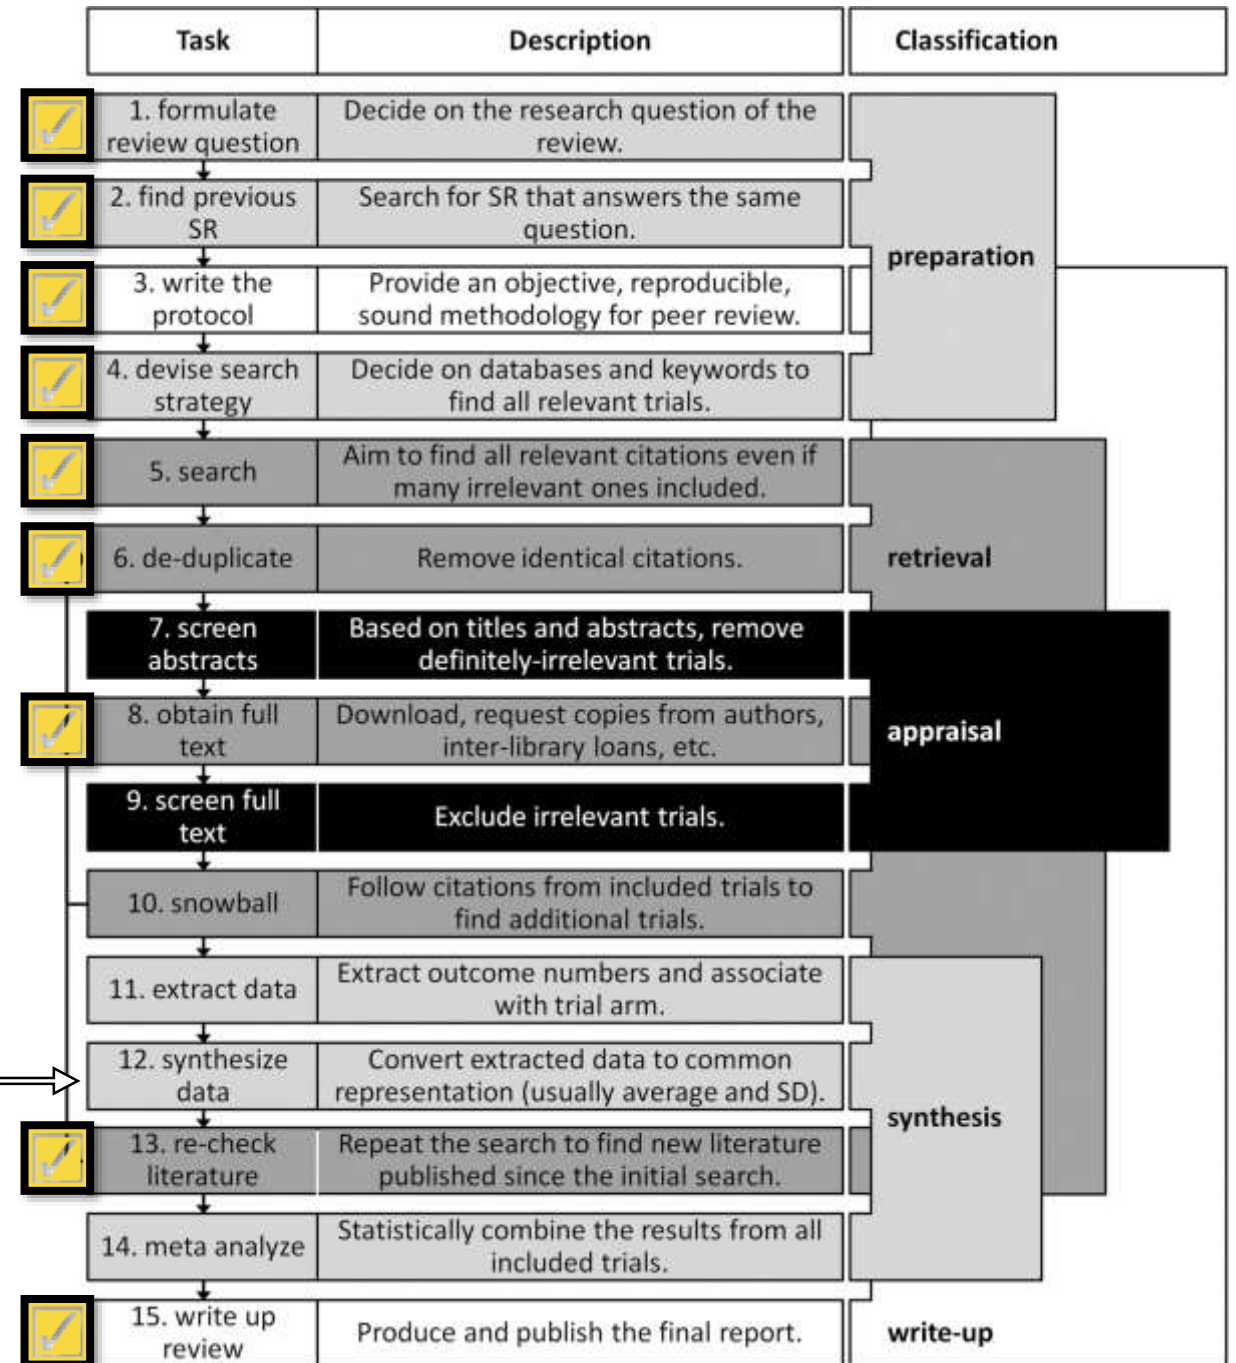 Task Description Classification
1. formulate
review question
Decide on the research question of the
review.
2. find previous
SR
Search for SR that answers the same
question.
preparation
3. write the
protocol
Provide an objective, reproducible,
sound methodology for peer review.
4. devise search
strategy
Decide on databases and keywords to
find all relevant trials.
5. search
Aim to find all relevant citations even if
many irrelevant ones included.
6. de-duplicate
Remove identical citations.
retrieval
7. screen
abstracts
Based on titles and abstracts, remove
definitely-irrelevant trials.
8. obtain full
text
Download, request copies from authors,
inter-library loans, etc.
appraisal
9. screen full
text
Exclude irrelevant trials.
10. snowball
Follow citations from included trials to
find additional trials.
11. extract data
Extract outcome numbers and associate
with trial arm.
12. synthesize
data
Convert extracted data to common
representation (usually average and SD).
synthesis
13. re-check
literature
Repeat the search to find new literature
published since the initial search.
14. meta analyze
Statistically combine the results from all
included trials.
15. write up
review
Produce and publish the final report.
write-up